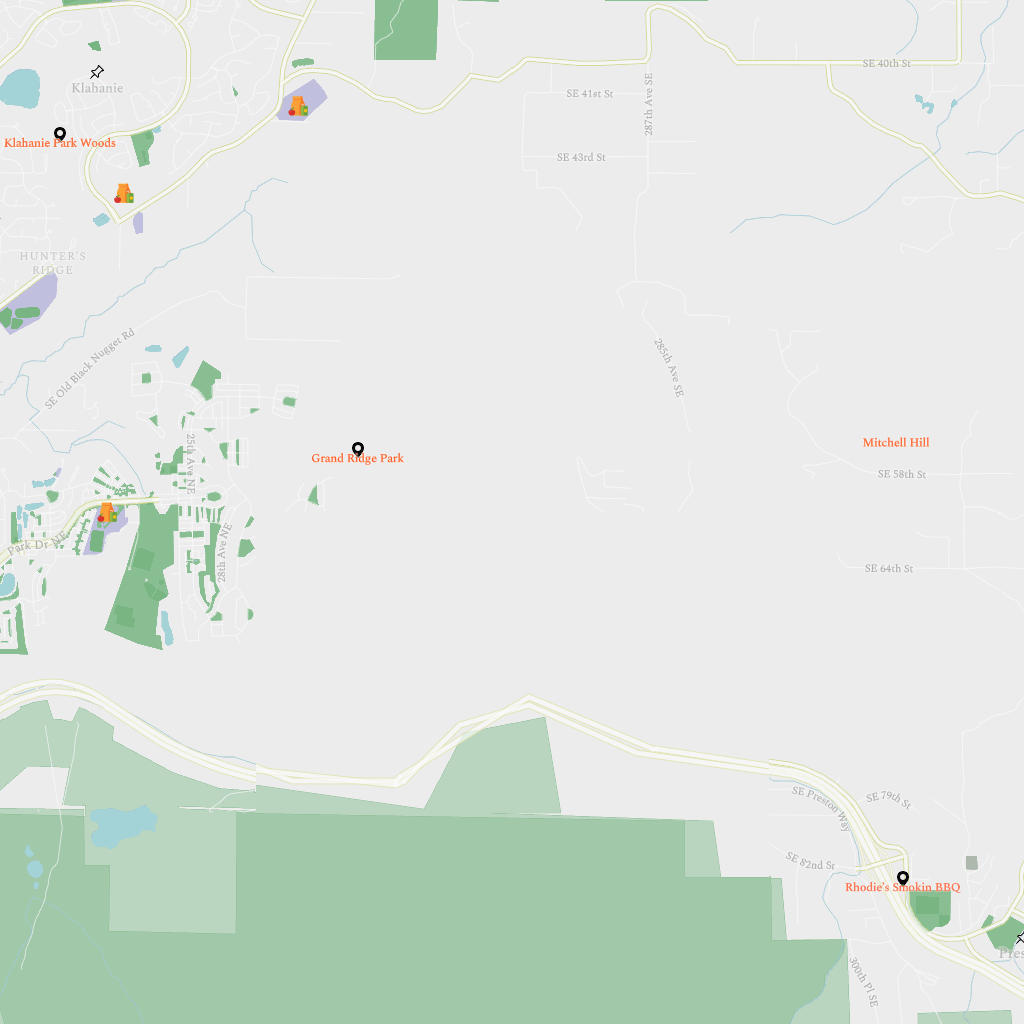 SE 40th St
Klahanie
SE 41st St
287th Ave SE
Klahanie Park Woods
SE 43rd St
HUNTER'S
RIDGE
SE Old Black Nugget Rd
285th Ave SE
25th Ave NE
Mitchell Hill
Grand Ridge Park
SE 58th St
Park Dr NE
28th Ave NE
SE 64th St
SE Preston Way
SE 79th St
SE 82nd St
Rhodie's Smokin BBQ
Pres
300th Pl SE